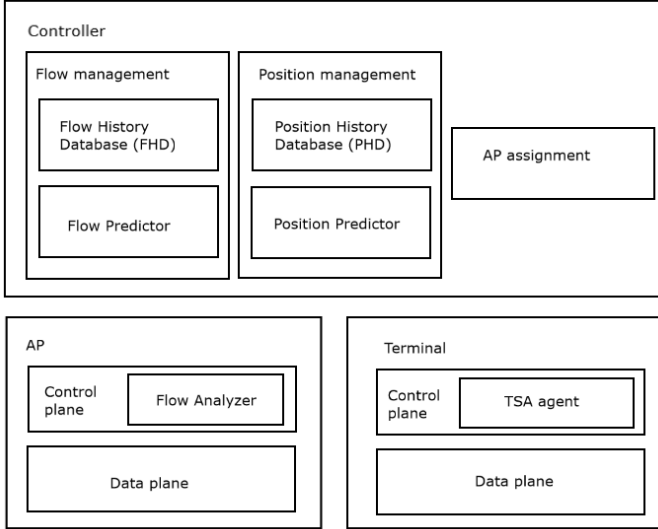 Controller
Flow management
Flow History
Database (FHD)
Flow Predictor
Position management
Position History
Database (PHD)
Position Predictor
AP assignment
AP
Control
plane
Flow Analyzer
Data plane
Terminal
Control
plane
TSA agent
Data plane